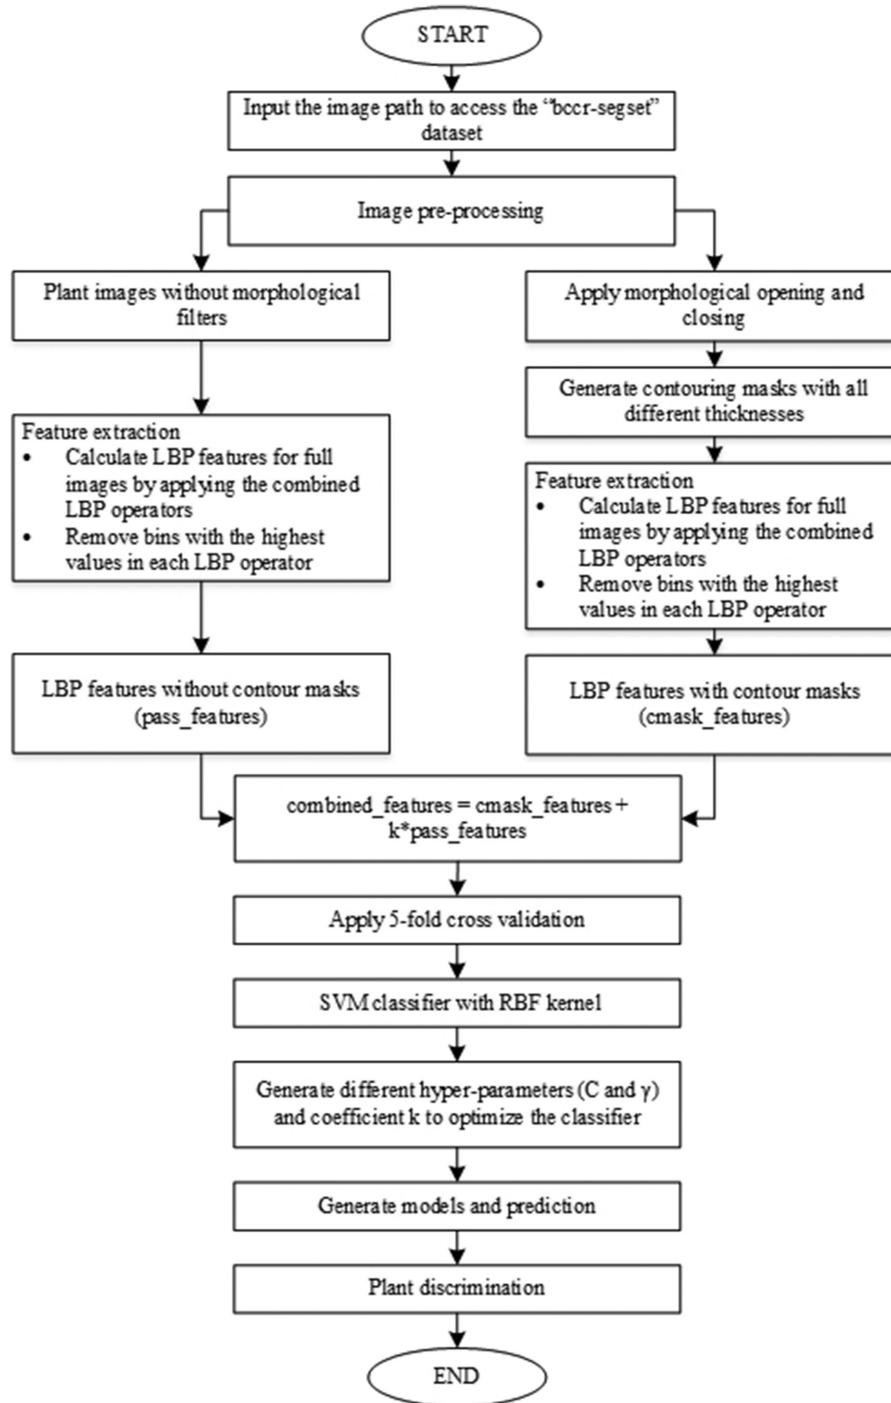 START
Input the image path to access the “bccr-segset”
dataset
Image pre-processing
Plant images without morphological
filters
Feature extraction
• Calculate LBP features for full
images by applying the combined
LBP operators
• Remove bins with the highest
values in each LBP operator
LBP features without contour masks
(pass_features)
Apply morphological opening and
closing
Generate contouring masks with all
different thicknesses
Feature extraction
• Calculate LBP features for full
images by applying the combined
LBP operators
• Remove bins with the highest
values in each LBP operator
LBP features with contour masks
(cmask_features)
combined_features = cmask_features +
k*pass_features
Apply 5-fold cross validation
SVM classifier with RBF kernel
Generate different hyper-parameters (C and γ)
and coefficient k to optimize the classifier
Generate models and prediction
Plant discrimination
END